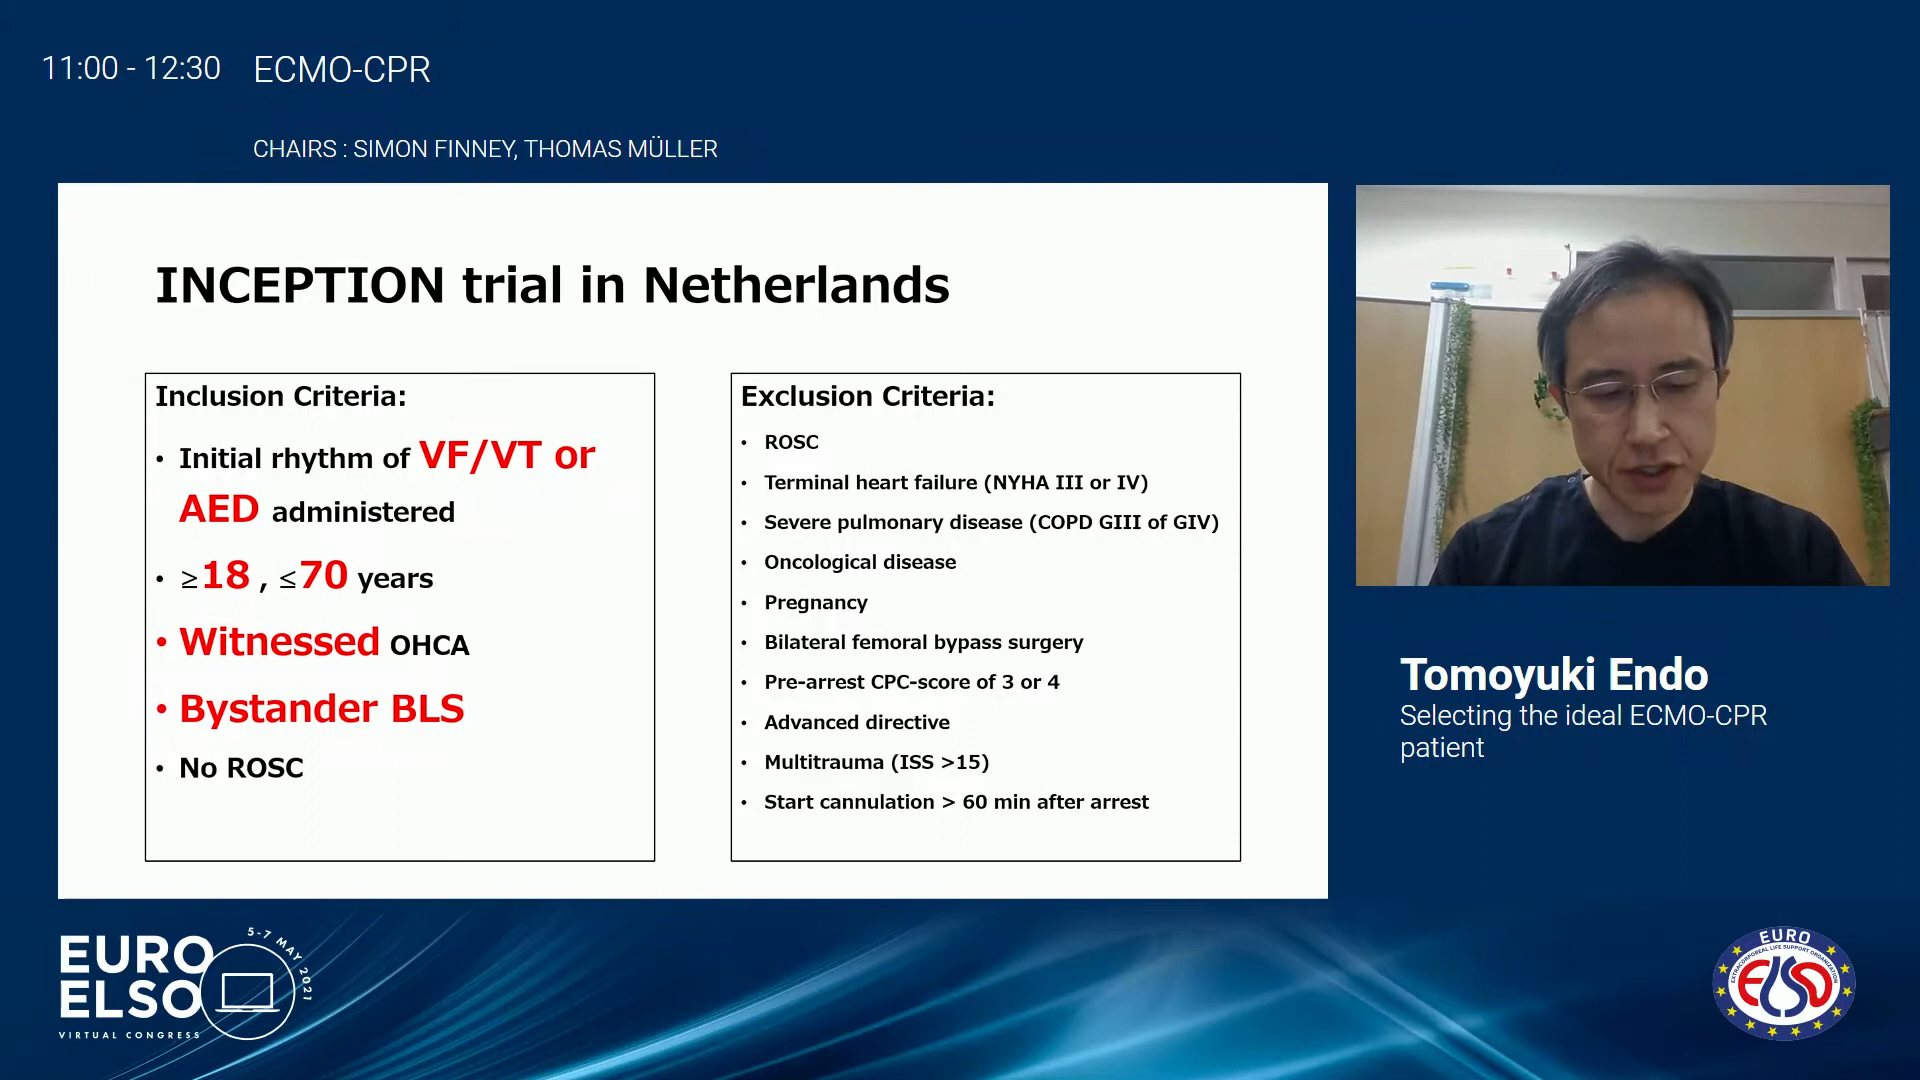 11:00 - 12:30 ECMO-CPR
CHAIRS : SIMON FINNEY, THOMAS MÜLLER
INCEPTION trial in Netherlands
Inclusion Criteria:
• Initial rhythm of VF/VT or
AED administered
• ≥18 , ≤70 years
• Witnessed OHCA
• Bystander BLS
• No ROSC
Exclusion Criteria:
• ROSC
• Terminal heart failure (NYHA III or IV)
• Severe pulmonary disease (COPD GIII of GIV)
• Oncological disease
• Pregnancy
• Bilateral femoral bypass surgery
• Pre-arrest CPC-score of 3 or 4
• Advanced directive
• Multitrauma (ISS >15)
• Start cannulation > 60 min after arrest
Tomoyuki Endo
Selecting the ideal ECMO-CPR
patient
EURO
ELSO
VIRTUAL CONGRESS
5-7 MAY 2021
EURO
EXTRACORPOREAL LIFE SUPPORT ORGANIZATION
ELSO